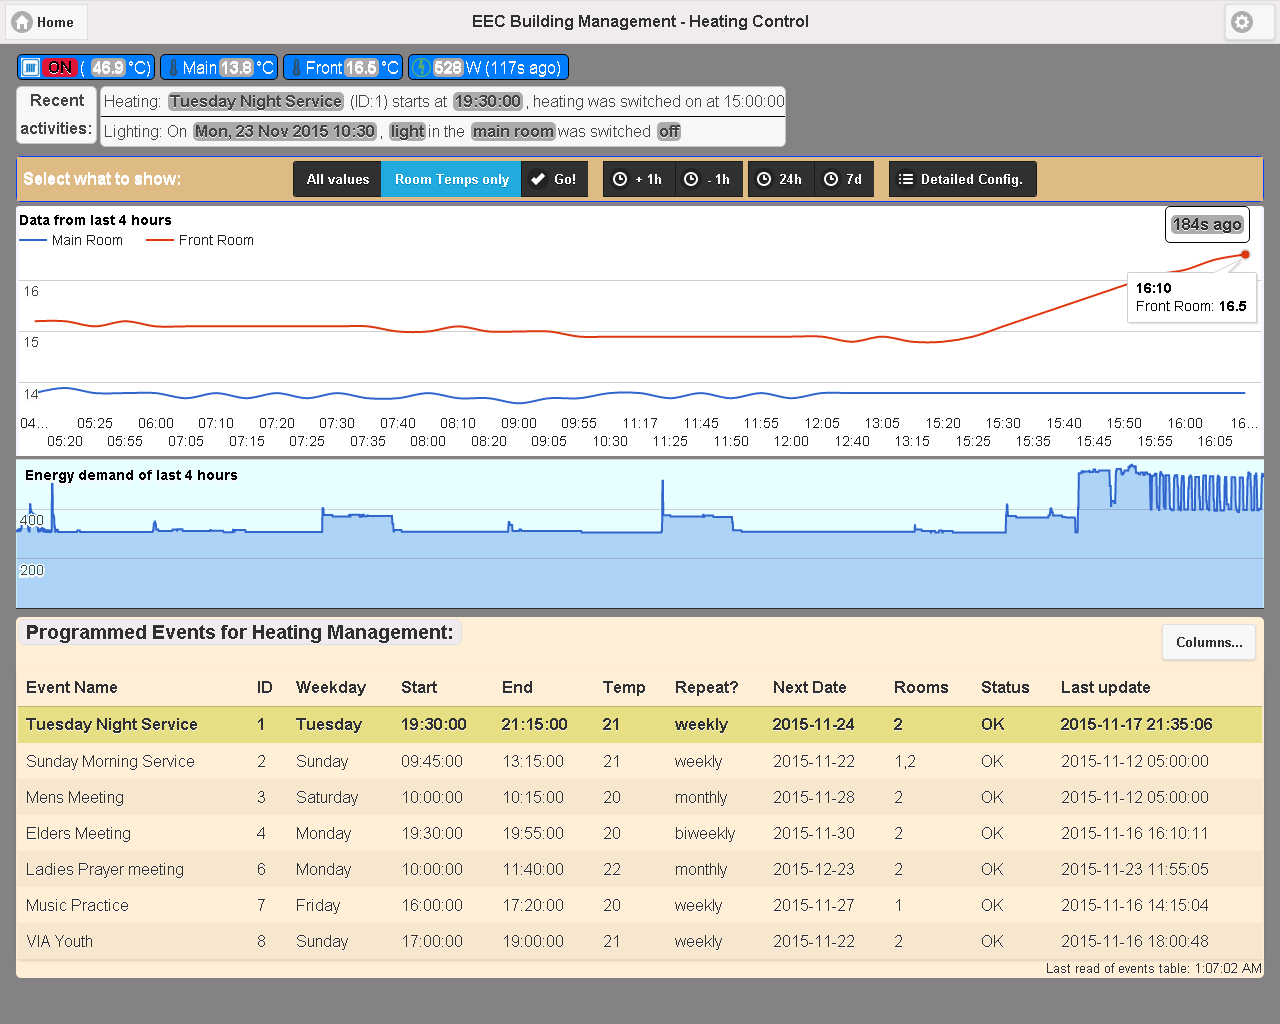 Home
EEC Building Management - Heating Control
ON ( 46.9 °C) Main 13.8 °C Front 16.5 °C 528 W (117s ago)
Recent activities:
Heating: Tuesday Night Service (ID:1) starts at 19:30:00 , heating was switched on at 15:00:00
Lighting: On Mon, 23 Nov 2015 10:30 , light in the main room was switched off
Select what to show: All values Room Temps only Go! + 1h - 1h 24h 7d Detailed Config.
Data from last 4 hours
184s ago
Main Room Front Room
16:10
Front Room: 16.5
16
15
14
04... 05:25 06:00 07:10 07:20 07:30 07:40 08:10 09:00 09:55 11:17 11:45 12:05 13:05 15:20 15:30 15:40 15:50 16:00 16...
05:20 05:55 07:05 07:15 07:25 07:35 08:00 08:20 09:05 10:30 11:25 11:50 12:00 12:40 13:15 15:25 15:35 15:45 15:55 16:05
Energy demand of last 4 hours
400
200
Programmed Events for Heating Management:
Columns...
Event Name ID Weekday Start End Temp Repeat? Next Date Rooms Status Last update
Tuesday Night Service 1 Tuesday 19:30:00 21:15:00 21 weekly 2015-11-24 2 OK 2015-11-17 21:35:06
Sunday Morning Service 2 Sunday 09:45:00 13:15:00 21 weekly 2015-11-22 1,2 OK 2015-11-12 05:00:00
Mens Meeting 3 Saturday 10:00:00 10:15:00 20 monthly 2015-11-28 2 OK 2015-11-12 05:00:00
Elders Meeting 4 Monday 19:30:00 19:55:00 20 biweekly 2015-11-30 2 OK 2015-11-16 16:10:11
Ladies Prayer meeting 6 Monday 10:00:00 11:40:00 22 monthly 2015-12-23 2 OK 2015-11-23 11:55:05
Music Practice 7 Friday 16:00:00 17:20:00 20 weekly 2015-11-27 1 OK 2015-11-16 14:15:04
VIA Youth 8 Sunday 17:00:00 19:00:00 21 weekly 2015-11-22 2 OK 2015-11-16 18:00:48
Last read of events table: 1:07:02 AM